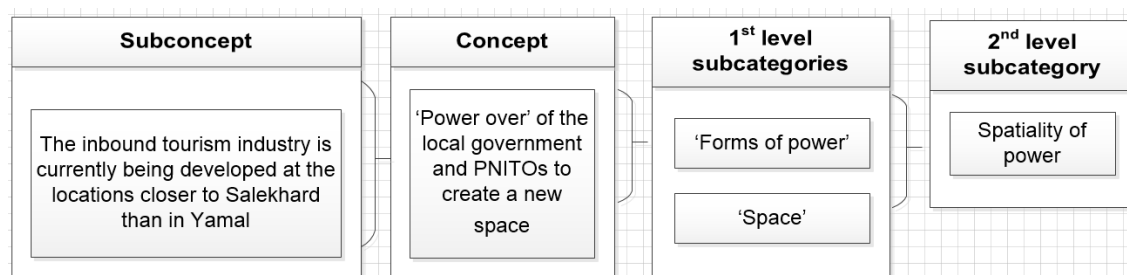 Subconcept
The inbound tourism industry is
currently being developed at the
locations closer to Salekhard
than in Yamal
Concept
‘Power over’ of the
local government
and PNITOs to
create a new
space
1st level
subcategories
‘Forms of power’
‘Space’
2nd level
subcategory
Spatiality of
power